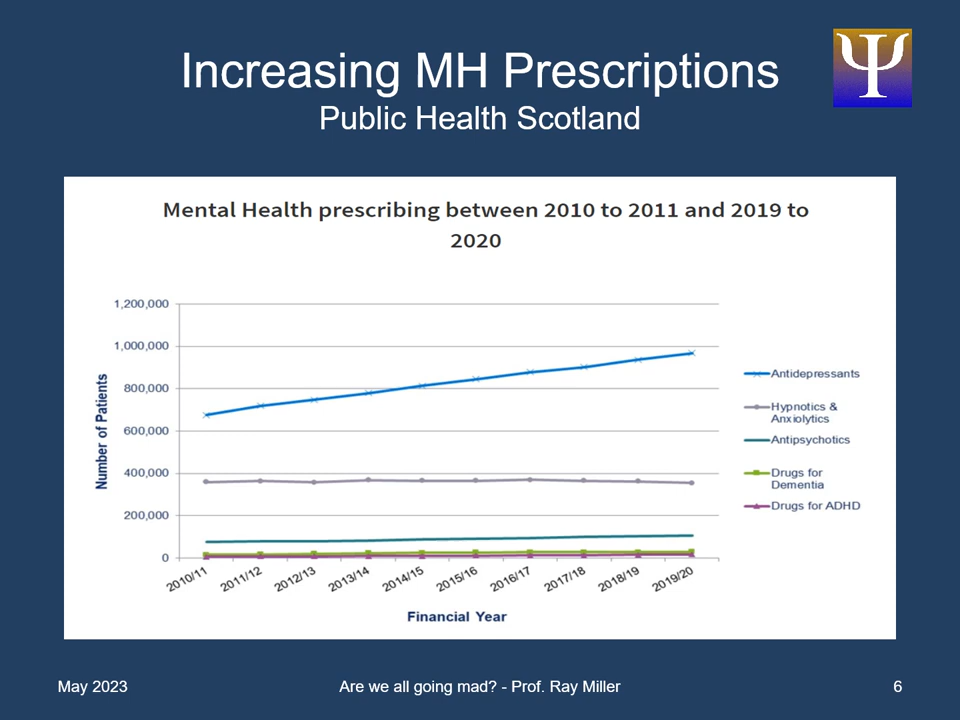 Increasing MH Prescriptions
Public Health Scotland
Ψ
Mental Health prescribing between 2010 to 2011 and 2019 to
2020
1,200,000
1,000,000
800,000
600,000
400,000
200,000
0
Number of Patients
2010/11
2011/12
2012/13
2013/14
2014/15
2015/16
2016/17
2017/18
2018/19
2019/20
Financial Year
Antidepressants
Hypnotics &
Anxiolytics
Antipsychotics
Drugs for
Dementia
Drugs for ADHD
May 2023
Are we all going mad? - Prof. Ray Miller
6